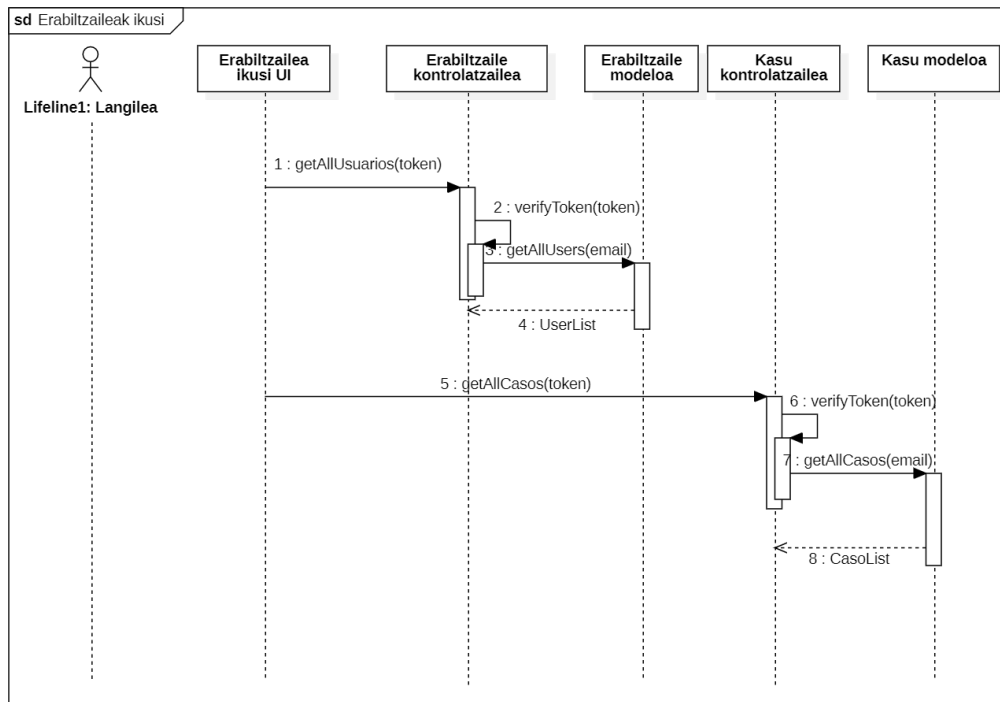 sd Erabiltzaileak ikusi
Lifeline1: Langilea
Erabiltzailea
ikusi UI
Erabiltzaile
kontrolatzailea
Erabiltzaile
modeloa
Kasu
kontrolatzailea
Kasu modeloa
1 : getAllUsuarios(token)
2 : verifyToken(token)
3 : getAllUsers(email)
4 : UserList
5 : getAllCasos(token)
6 : verifyToken(token)
7 : getAllCasos(email)
8 : CasoList